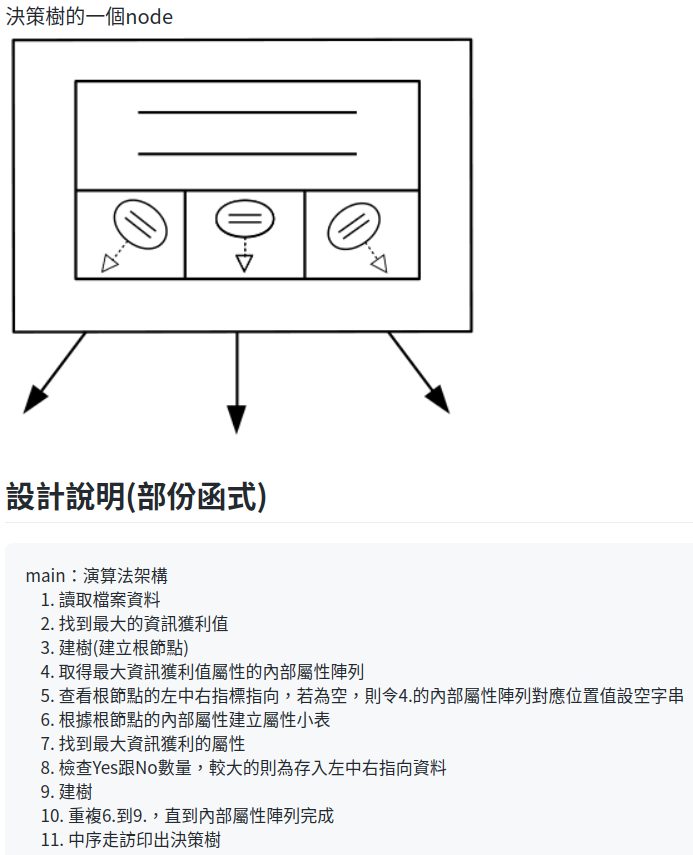 決策樹的一個node
設計說明(部份函式)
main：演算法架構
1. 讀取檔案資料
2. 找到最大的資訊獲利值
3. 建樹(建立根節點)
4. 取得最大資訊獲利值屬性的內部屬性陣列
5. 查看根節點的左中右指標指向，若為空，則令4.的內部屬性陣列對應位置值設空字串
6. 根據根節點的內部屬性建立屬性小表
7. 找到最大資訊獲利的屬性
8. 檢查Yes跟No數量，較大的則為存入左中右指向資料
9. 建樹
10. 重複6.到9.，直到內部屬性陣列完成
11. 中序走訪印出決策樹